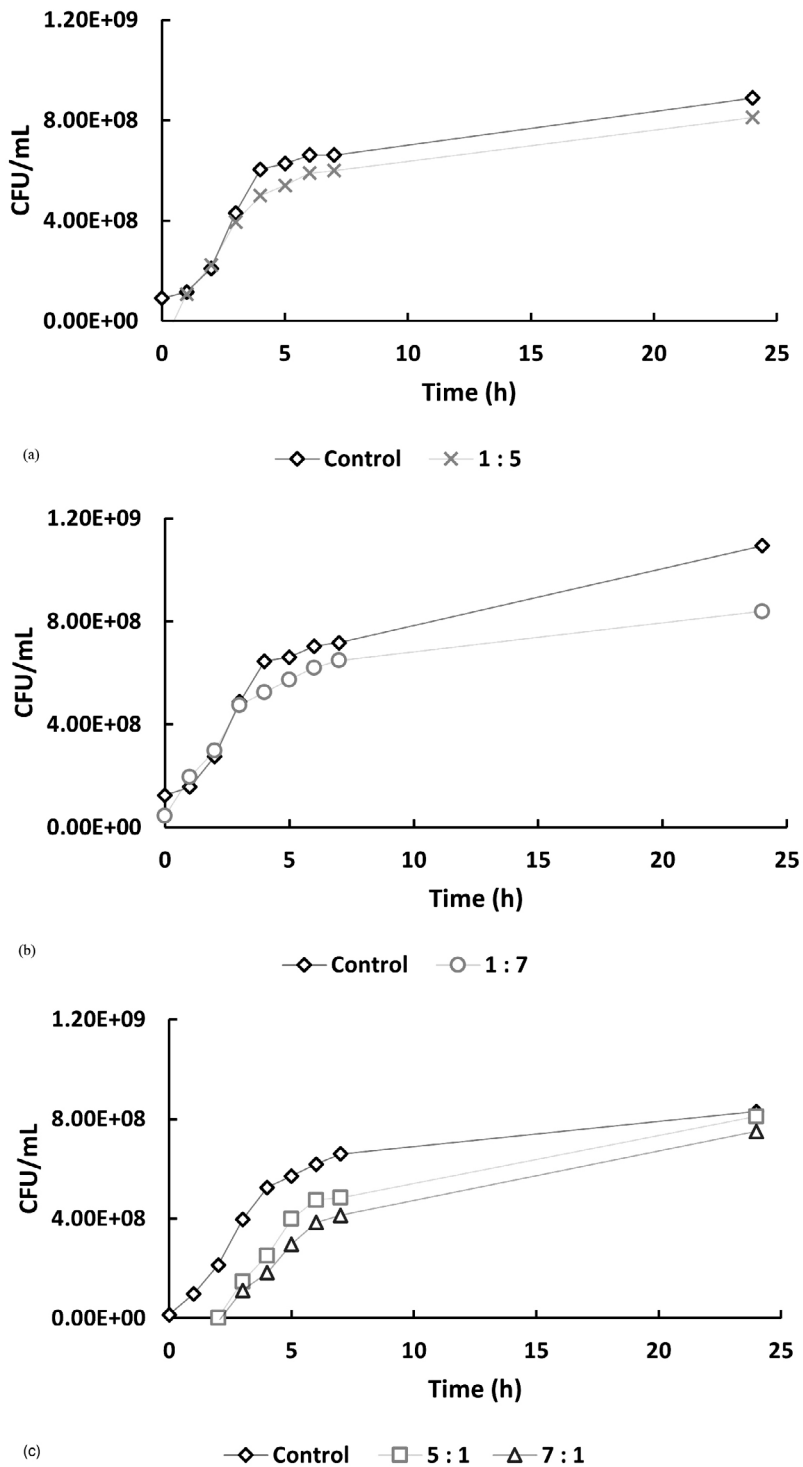 1.20E+09
8.00E+08
4.00E+08
0.00E+00
CFU/mL
0 5 10 15 20 25
Time (h)
(a)
Control 1 : 5
1.20E+09
8.00E+08
4.00E+08
0.00E+00
CFU/mL
0 5 10 15 20 25
Time (h)
(b)
Control 1 : 7
1.20E+09
8.00E+08
4.00E+08
0.00E+00
CFU/mL
0 5 10 15 20 25
Time (h)
(c)
Control 5 : 1 7 : 1